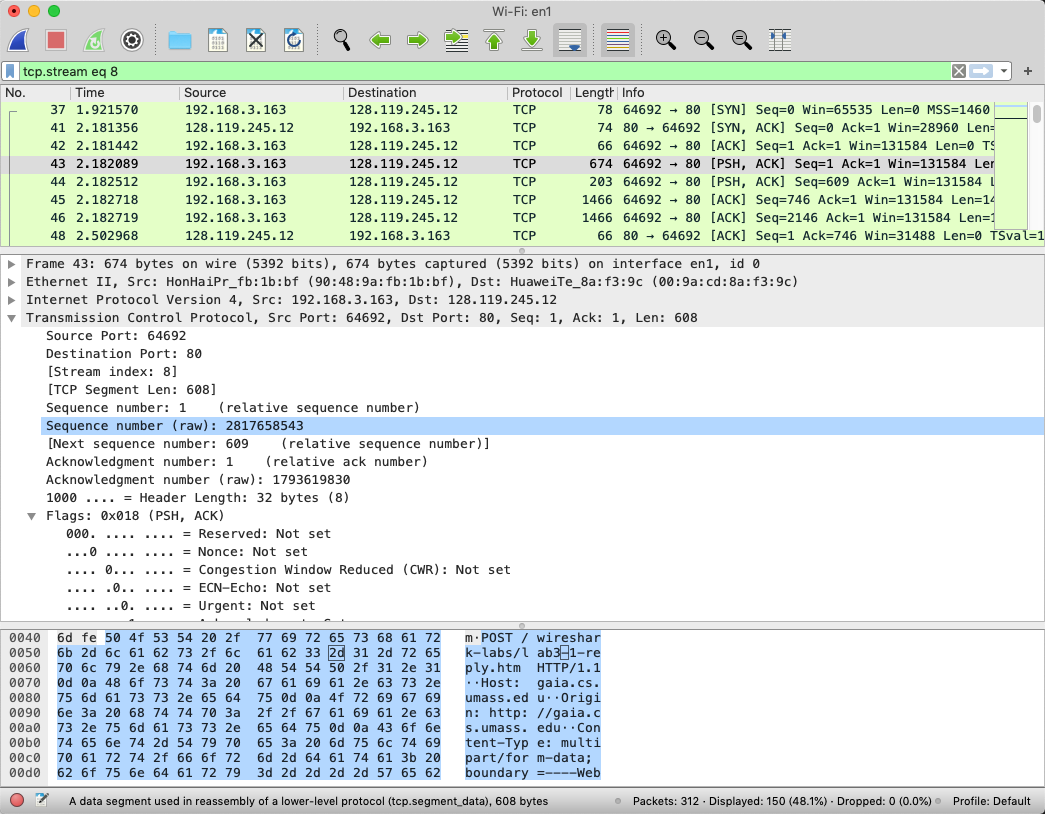 Wi-Fi: en1
tcp.stream eq 8
No. Time Source Destination Protocol Length Info
37 1.921570 192.168.3.163 128.119.245.12 TCP 78 64692 → 80 [SYN] Seq=0 Win=65535 Len=0 MSS=1460
41 2.181356 128.119.245.12 192.168.3.163 TCP 74 80 → 64692 [SYN, ACK] Seq=0 Ack=1 Win=28960 Len=
42 2.181442 192.168.3.163 128.119.245.12 TCP 66 64692 → 80 [ACK] Seq=1 Ack=1 Win=131584 Len=0 TS
43 2.182089 192.168.3.163 128.119.245.12 TCP 674 64692 → 80 [PSH, ACK] Seq=1 Ack=1 Win=131584 Len
44 2.182512 192.168.3.163 128.119.245.12 TCP 203 64692 → 80 [PSH, ACK] Seq=609 Ack=1 Win=131584 L
45 2.182718 192.168.3.163 128.119.245.12 TCP 1466 64692 → 80 [ACK] Seq=746 Ack=1 Win=131584 Len=14
46 2.182719 192.168.3.163 128.119.245.12 TCP 1466 64692 → 80 [ACK] Seq=2146 Ack=1 Win=131584 Len=1
48 2.502968 128.119.245.12 192.168.3.163 TCP 66 80 → 64692 [ACK] Seq=1 Ack=746 Win=31488 Len=0 TSval=1
Frame 43: 674 bytes on wire (5392 bits), 674 bytes captured (5392 bits) on interface en1, id 0
Ethernet II, Src: HonHaiPr_fb:1b:bf (90:48:9a:fb:1b:bf), Dst: HuaweiTe_8a:f3:9c (00:9a:cd:8a:f3:9c)
Internet Protocol Version 4, Src: 192.168.3.163, Dst: 128.119.245.12
Transmission Control Protocol, Src Port: 64692, Dst Port: 80, Seq: 1, Ack: 1, Len: 608
Source Port: 64692
Destination Port: 80
[Stream index: 8]
[TCP Segment Len: 608]
Sequence number: 1 (relative sequence number)
Sequence number (raw): 2817658543
[Next sequence number: 609 (relative sequence number)]
Acknowledgment number: 1 (relative ack number)
Acknowledgment number (raw): 1793619830
1000 .... = Header Length: 32 bytes (8)
Flags: 0x018 (PSH, ACK)
000. .... .... = Reserved: Not set
...0 .... .... = Nonce: Not set
.... 0... .... = Congestion Window Reduced (CWR): Not set
.... .0.. .... = ECN-Echo: Not set
.... ..0. .... = Urgent: Not set
0040 6d fe 50 4f 53 54 20 2f 77 69 72 65 73 68 61 72 m·POST / wireshar
0050 6b 2d 6c 61 62 73 2f 6c 61 62 33 2d 31 2d 72 65 k-labs/l ab3-1-re
0060 70 6c 79 2e 68 74 6d 20 48 54 54 50 2f 31 2e 31 ply.htm HTTP/1.1
0070 0d 0a 48 6f 73 74 3a 20 67 61 69 61 2e 63 73 2e ··Host: gaia.cs.
0080 75 6d 61 73 73 2e 65 64 75 0d 0a 4f 72 69 67 69 umass.ed u··Origi
0090 6e 3a 20 68 74 74 70 3a 2f 2f 67 61 69 61 2e 63 n: http: //gaia.c
00a0 73 2e 75 6d 61 73 73 2e 65 64 75 0d 0a 43 6f 6e s.umass. edu··Con
00b0 74 65 6e 74 2d 54 79 70 65 3a 20 6d 75 6c 74 69 tent-Typ e: multi
00c0 70 61 72 74 2f 66 6f 72 6d 2d 64 61 74 61 3b 20 part/for m-data;
00d0 62 6f 75 6e 64 61 72 79 3d 2d 2d 2d 2d 57 65 62 boundary =----Web
A data segment used in reassembly of a lower-level protocol (tcp.segment_data), 608 bytes Packets: 312 · Displayed: 150 (48.1%) · Dropped: 0 (0.0%) Profile: Default